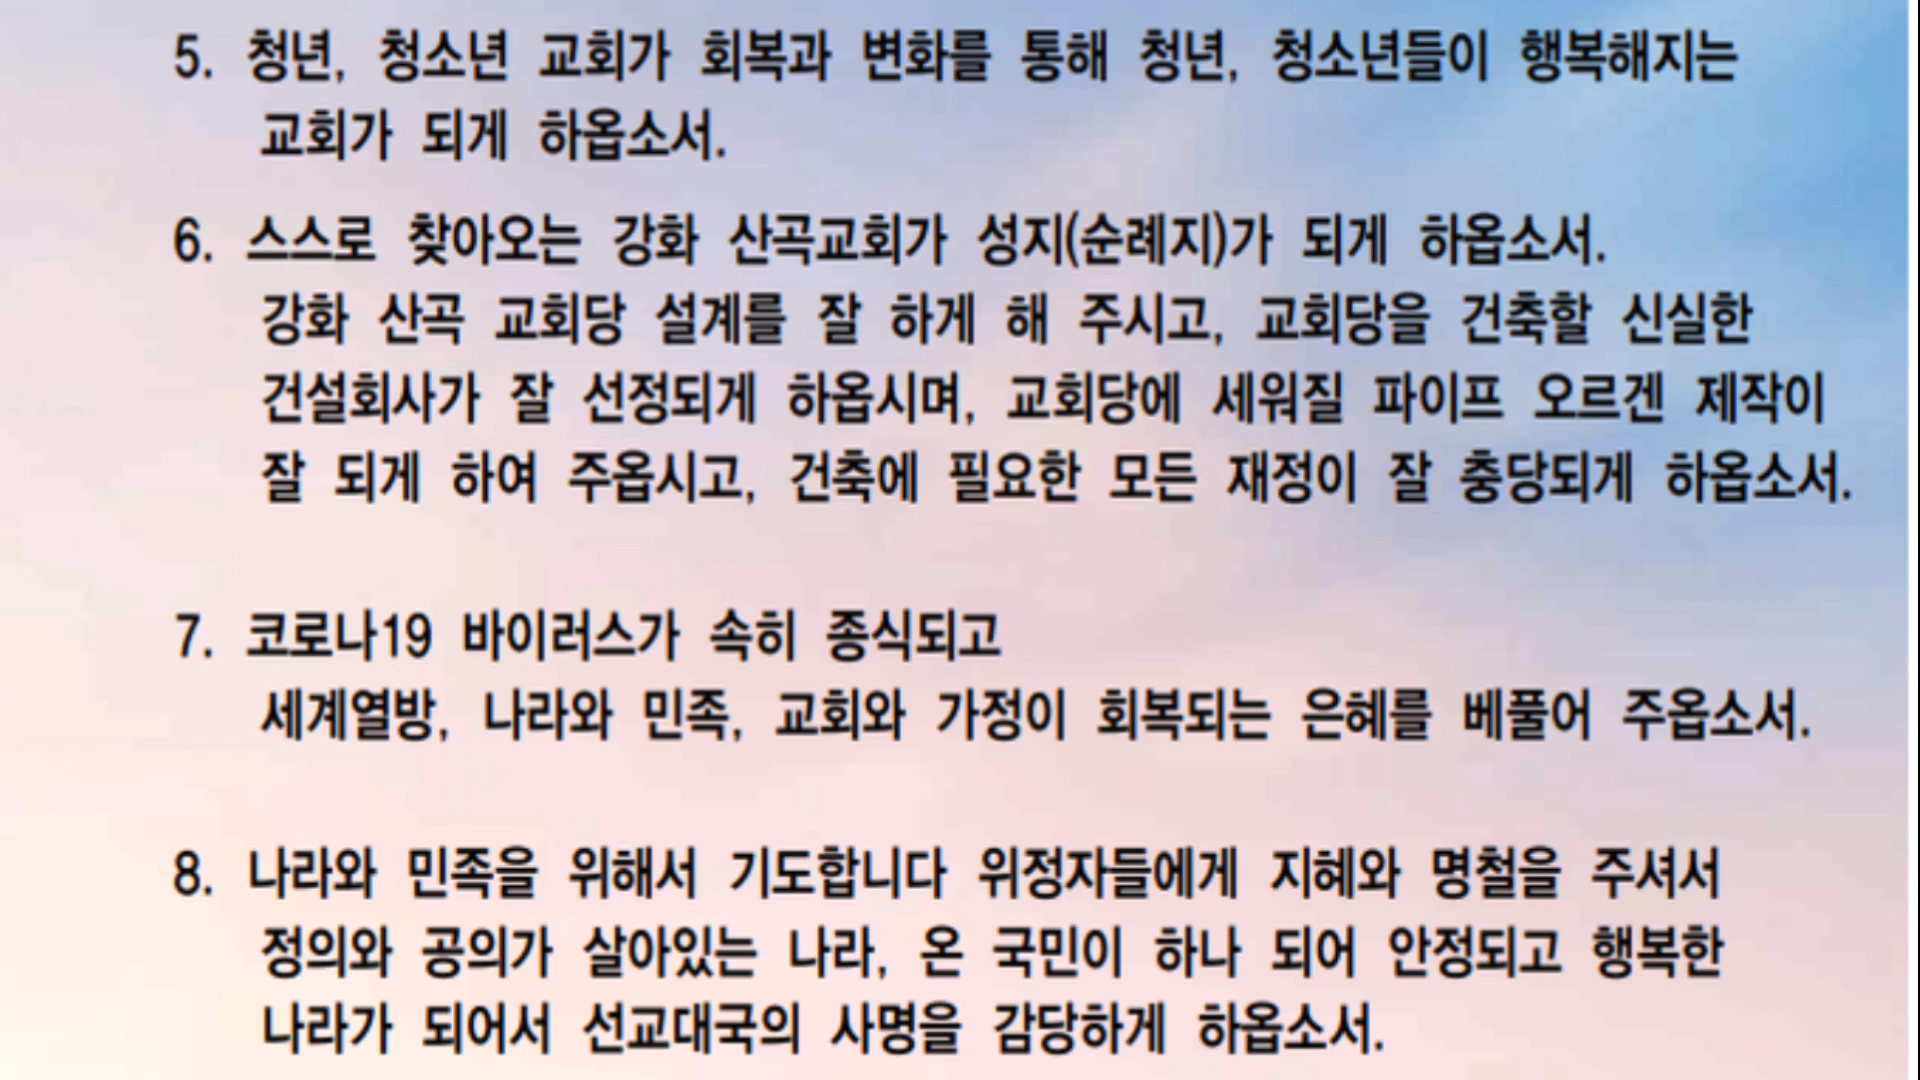 5. 청년, 청소년 교회가 회복과 변화를 통해 청년, 청소년들이 행복해지는
교회가 되게 하옵소서.
6. 스스로 찾아오는 강화 산곡교회가 성지(순례지)가 되게 하옵소서.
강화 산곡 교회당 설계를 잘 하게 해 주시고, 교회당을 건축할 신실한
건설회사가 잘 선정되게 하옵시며, 교회당에 세워질 파이프 오르겐 제작이
잘 되게 하여 주옵시고, 건축에 필요한 모든 재정이 잘 충당되게 하옵소서.
7. 코로나19 바이러스가 속히 종식되고
세계열방, 나라와 민족, 교회와 가정이 회복되는 은혜를 베풀어 주옵소서.
8. 나라와 민족을 위해서 기도합니다 위정자들에게 지혜와 명철을 주셔서
정의와 공의가 살아있는 나라, 온 국민이 하나 되어 안정되고 행복한
나라가 되어서 선교대국의 사명을 감당하게 하옵소서.